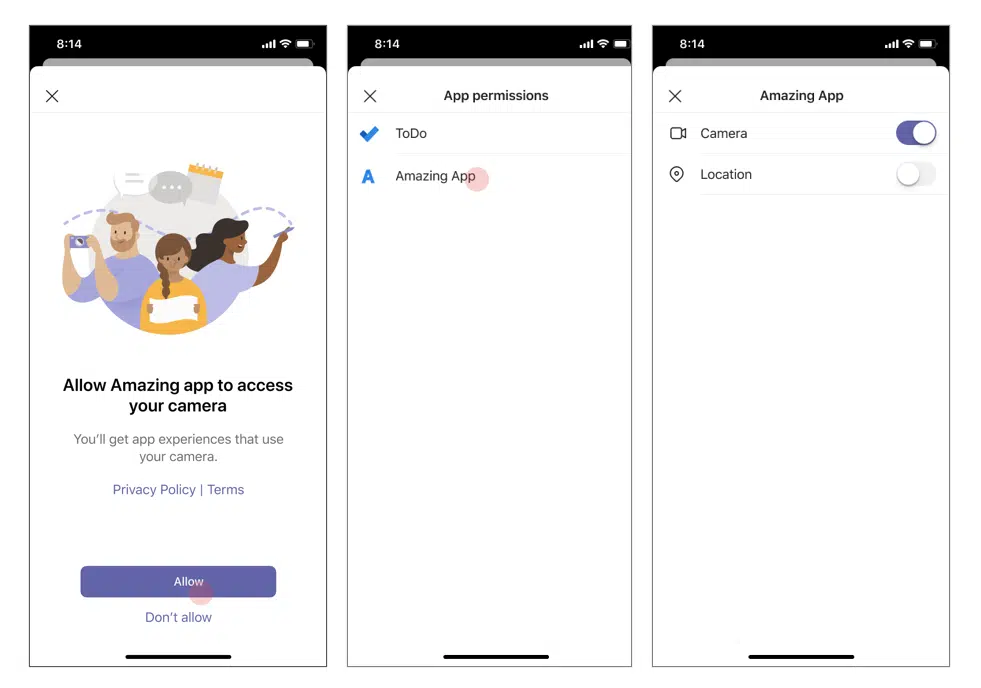 8:14
Allow Amazing app to access
your camera
You'll get app experiences that use
your camera.
Privacy Policy | Terms
Allow
Don't allow
8:14
App permissions
ToDo
A
Amazing App
8:14
Amazing App
Camera
Location